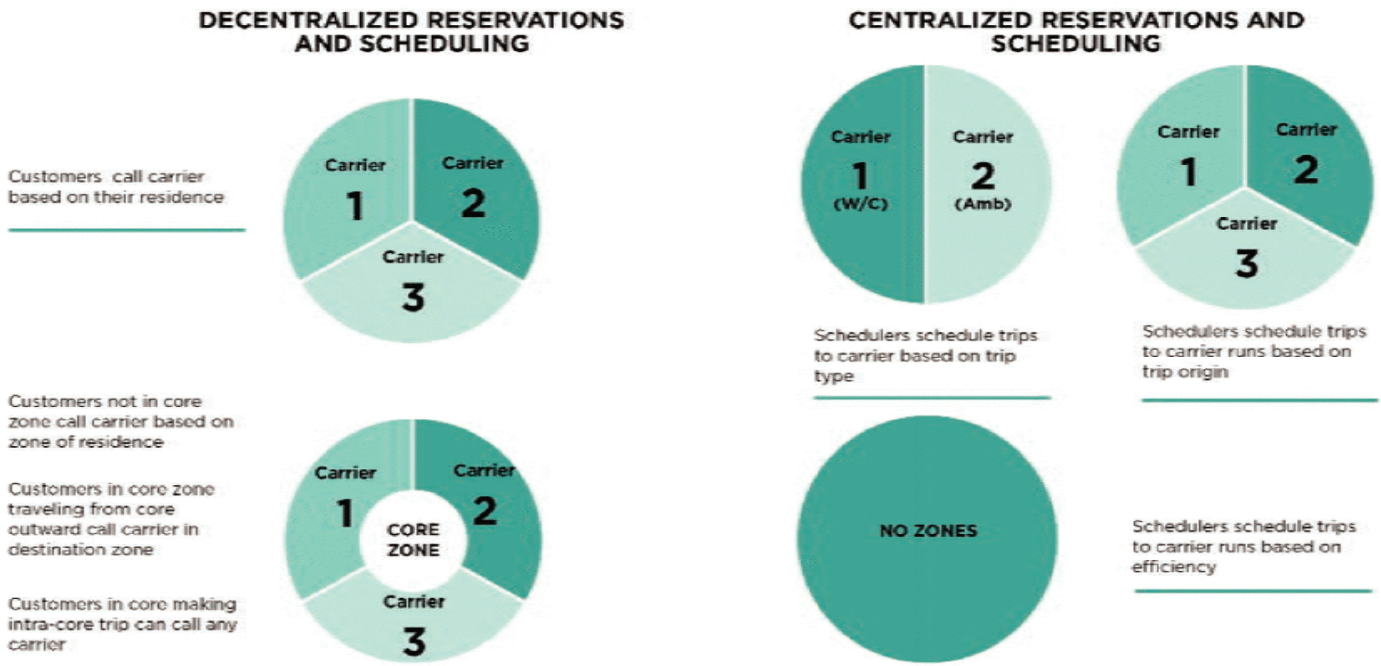 DECENTRALIZED RESERVATIONS
AND SCHEDULING
Customers call carrier
based on their residence
Carrier
1
Carrier
2
Carrier
3
Customers not in core
zone call carrier based on
zone of residence
Customers in core zone
traveling from core
outward call carrier in
destination zone
Customers in core making
intra-core trip can call any
carrier
Carrier
1
Carrier
2
CORE
ZONE
Carrier
3
CENTRALIZED RESERVATIONS AND
SCHEDULING
Carrier
1
(W/C)
Carrier
2
(Amb)
Schedulers schedule trips
to carrier based on trip
type
Carrier
1
Carrier
2
Carrier
3
Schedulers schedule trips
to carrier runs based on
trip origin
NO ZONES
Schedulers schedule trips
to carrier runs based on
efficiency